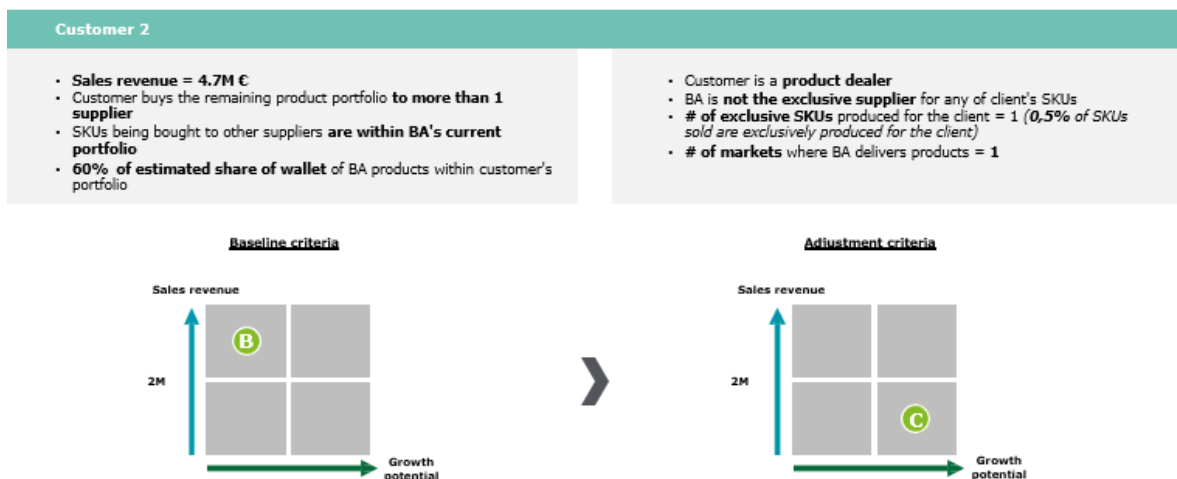 Customer 2
• Sales revenue = 4.7M €
• Customer buys the remaining product portfolio to more than 1
supplier
• SKUs being bought to other suppliers are within BA's current
portfolio
• 60% of estimated share of wallet of BA products within customer's
portfolio
• Customer is a product dealer
• BA is not the exclusive supplier for any of client's SKUs
• # of exclusive SKUs produced for the client = 1 (0,5% of SKUs
sold are exclusively produced for the client)
• # of markets where BA delivers products = 1
Baseline criteria
Sales revenue
B
2M
Growth
potential
Adjustment criteria
Sales revenue
2M
C
Growth
potential